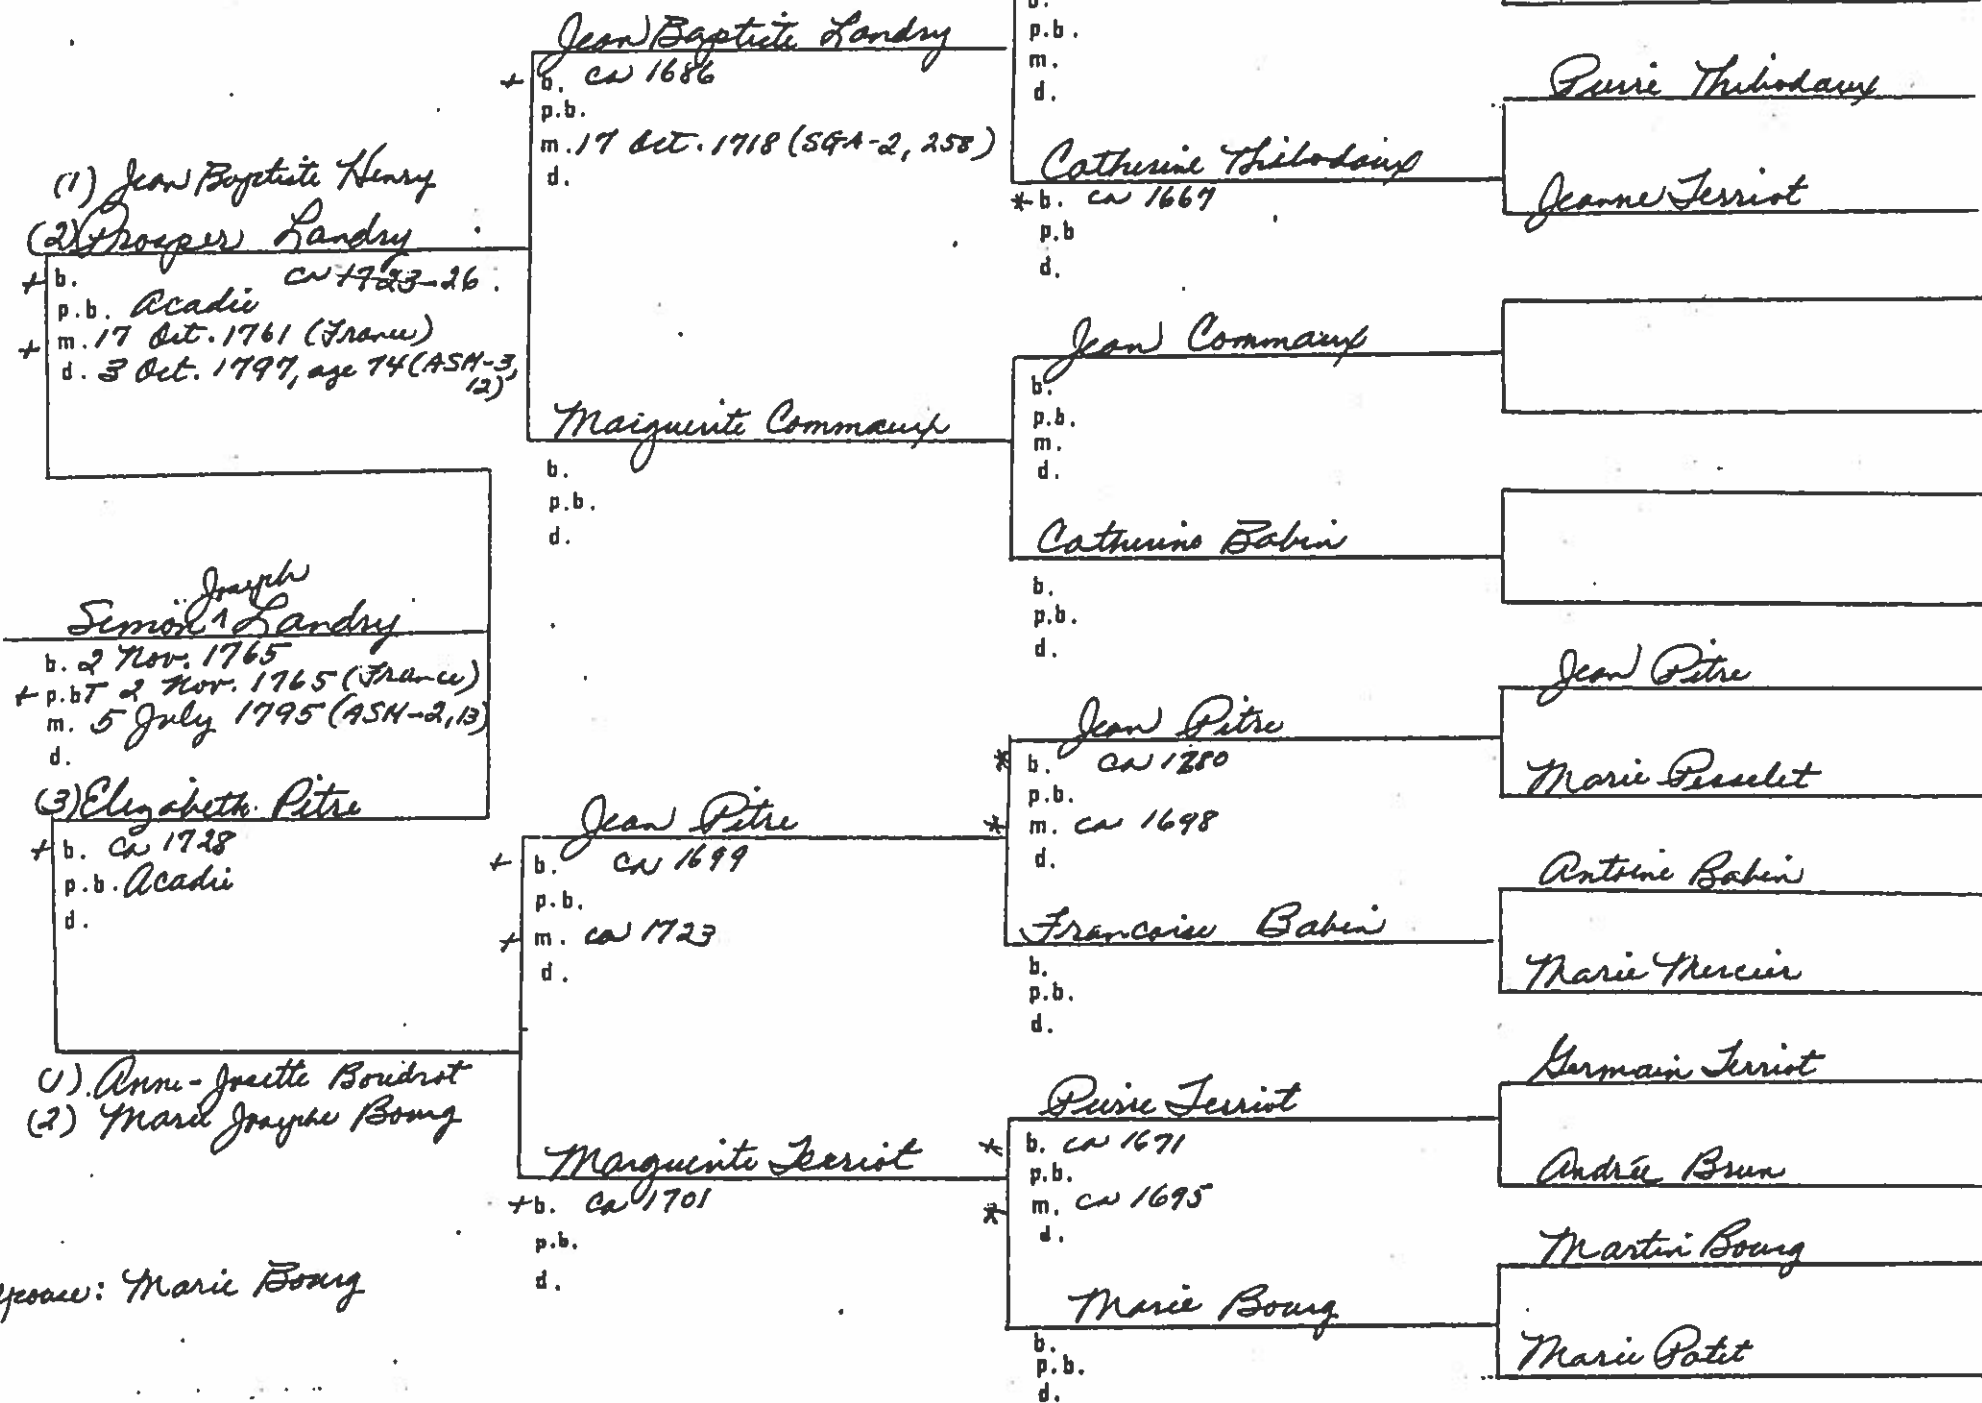 Jean Baptiste Landry
b. ca 1686
p.b.
m. 17 Oct. 1718 (SGA-2, 258)
d.
(1) Jean Baptiste Henry
(2) Prosper Landry
b. ca 1723-26.
p.b. Acadie
m. 17 Oct. 1761 (France)
d. 3 Oct. 1797, age 74 (ASM-3,
12)
Marguerite Commaux
b.
p.b.
d.
Joseph
Simon ^ Landry
b. 2 Nov. 1765
p.bT 2 Nov. 1765 (France)
m. 5 July 1795 (ASM-2, 13)
d.
(3) Elizabeth Pitre
b. ca 1728
p.b. Acadie
d.
(1). Anne-Josette Boudrot
(2) Marie Josephe Bourg
Jean Pitre
b. ca 1699
p.b.
m. ca 1723
d.
Marguerite Terriot
b. ca 1701
p.b.
d.
Spouse: Marie Bourg
b.
p.b.
m.
d.
Catherine Thibodaux
* b. ca 1667
p.b
d.
Jean Commaux
b.
p.b.
m.
d.
Catherine Babin
b.
p.b.
d.
Jean Pitre
* b. ca
p.b.
* m. ca 1698
d.
Francoise Babin
b.
p.b.
d.
Pierre Terriot
* b. ca 1671
p.b.
* m. ca 1695
d.
Marie Bourg
b.
p.b.
d.
Pierre Thibodaux
Jeanne Terriot
Jean Pitre
Marie Pesselet
Antoine Babin
Marie Mercier
Germain Terriot
Andrée Brun
Martin Bourg
Marie Potet